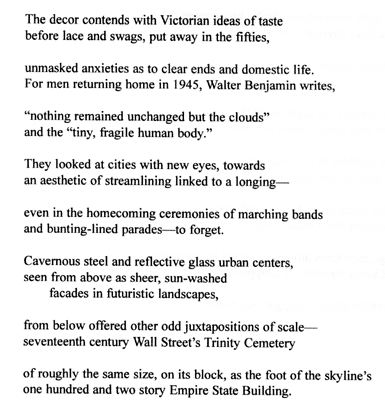 The decor contends with Victorian ideas of taste
before lace and swags, put away in the fifties,
unmasked anxieties as to clear ends and domestic life.
For men returning home in 1945, Walter Benjamin writes,
“nothing remained unchanged but the clouds”
and the “tiny, fragile human body.”
They looked at cities with new eyes, towards
an aesthetic of streamlining linked to a longing—
even in the homecoming ceremonies of marching bands
and bunting-lined parades—to forget.
Cavernous steel and reflective glass urban centers,
seen from above as sheer, sun-washed
facades in futuristic landscapes,
from below offered other odd juxtapositions of scale—
seventeenth century Wall Street’s Trinity Cemetery
of roughly the same size, on its block, as the foot of the skyline’s
one hundred and two story Empire State Building.